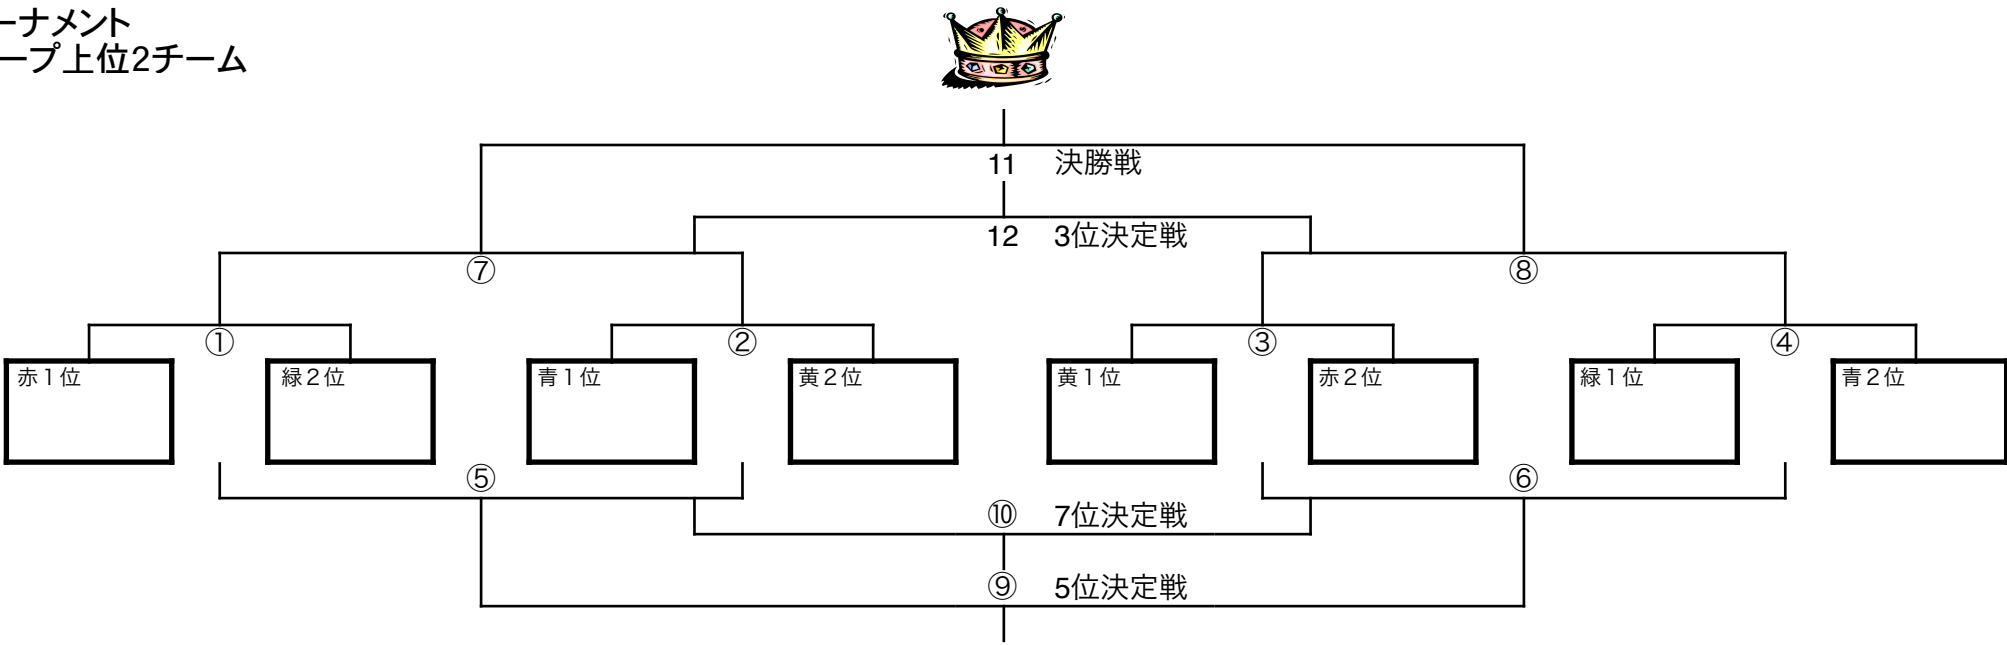 ーナメント
ープ上位2チーム
11 決勝戦
12 3位決定戦
⑦ ⑧
① ② ③ ④
赤１位 緑２位 青１位 黄２位 黄１位 赤２位 緑１位 青２位
⑤ ⑥
⑩ 7位決定戦
⑨ 5位決定戦